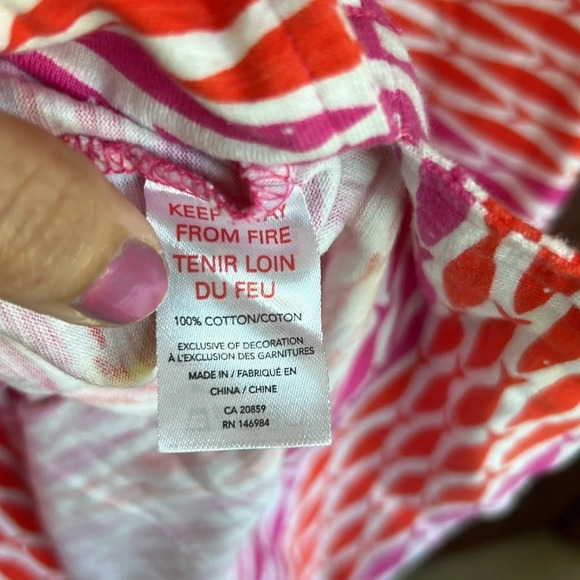 KEEP AWAY
FROM FIRE
TENIR LOIN
DU FEU
100% COTTON/COTON
EXCLUSIVE OF DECORATION
À L'EXCLUSION DES GARNITURES
MADE IN / FABRIQUÉ EN
CHINA / CHINE
CA 20859
RN 146984